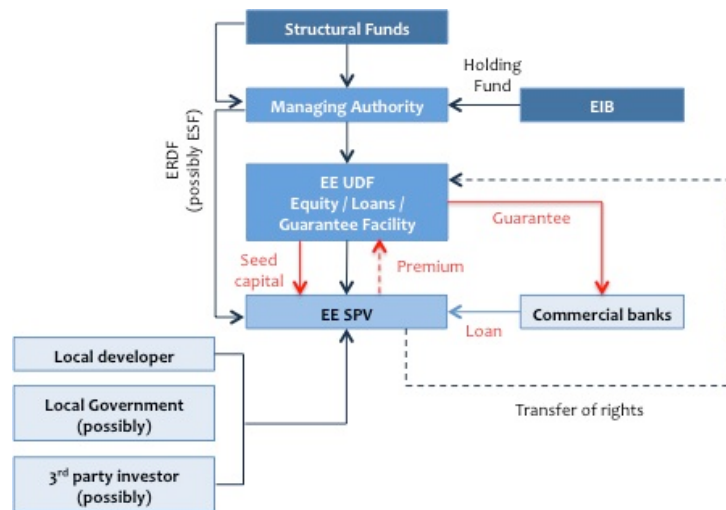 Structural Funds
Holding
Fund
Managing Authority
EIB
ERDF
(possibly ESF)
EE UDF
Equity / Loans /
Guarantee Facility
Guarantee
Seed
capital
Premium
EE SPV
Commercial banks
Loan
Local developer
Local Government
(possibly)
Transfer of rights
3rd party investor
(possibly)